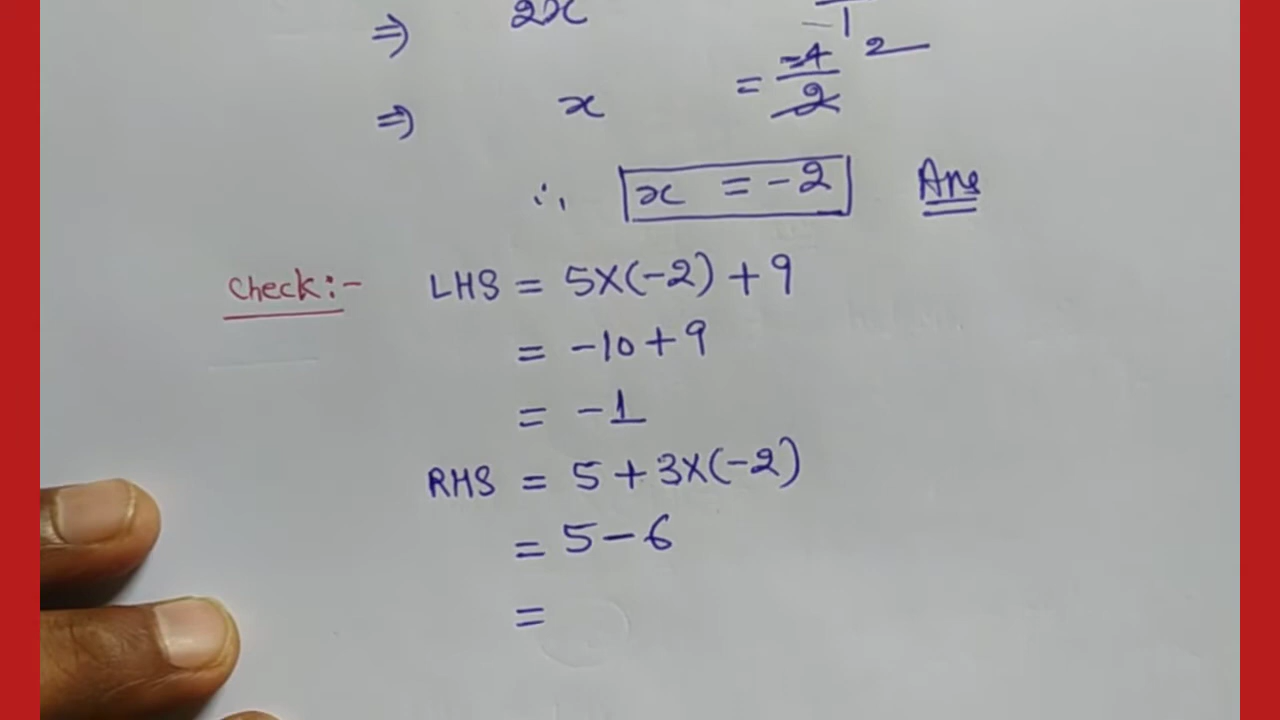 ⇒ 2x
⇒ x = -4/2 2
∴ x = -2 Ans
Check:- LHS = 5×(-2)+9
= -10+9
= -1
RHS = 5+3×(-2)
= 5-6
=